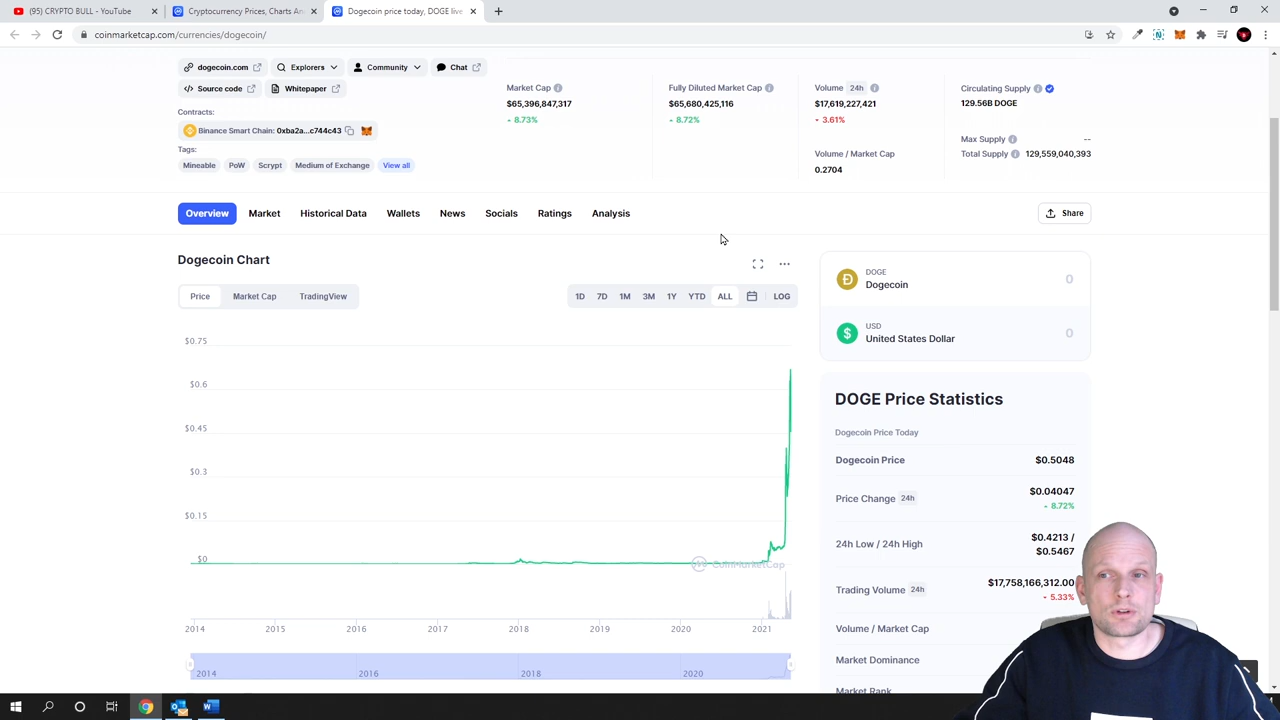 (95) CRYPTO BULL - YouTube
Cryptocurrency Prices, Charts An
Dogecoin price today, DOGE live
coinmarketcap.com/currencies/dogecoin/
dogecoin.com
Explorers
Community
Chat
Source code
Whitepaper
Contracts:
Binance Smart Chain: 0xba2a...c744c43
Tags:
Mineable
PoW
Scrypt
Medium of Exchange
View all
Market Cap
$65,396,847,317
8.73%
Fully Diluted Market Cap
$65,680,425,116
8.72%
Volume 24h
$17,619,227,421
3.61%
Volume / Market Cap
0.2704
Circulating Supply
129.56B DOGE
Max Supply --
Total Supply 129,559,040,393
Overview Market Historical Data Wallets News Socials Ratings Analysis
Share
Dogecoin Chart
Price Market Cap TradingView
1D 7D 1M 3M 1Y YTD ALL LOG
$0.75
$0.6
$0.45
$0.3
$0.15
$0
CoinMarketCap
2014 2015 2016 2017 2018 2019 2020 2021
2014 2016 2018 2020
DOGE
Dogecoin 0
USD
United States Dollar 0
DOGE Price Statistics
Dogecoin Price Today
Dogecoin Price $0.5048
Price Change 24h $0.04047
8.72%
24h Low / 24h High $0.4213 /
$0.5467
Trading Volume 24h $17,758,166,312.00
5.33%
Volume / Market Cap
Market Dominance
Market Rank